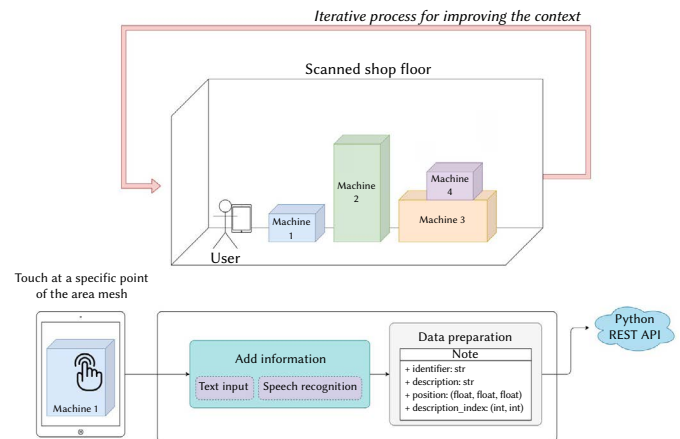 Iterative process for improving the context
Scanned shop floor
Machine
2
Machine
4
Machine
1
Machine 3
User
Touch at a specific point
of the area mesh
Machine 1
Add information
Text input
Speech recognition
Data preparation
Note
+ identifier: str
+ description: str
+ position: (float, float, float)
+ description_index: (int, int)
Python
REST API